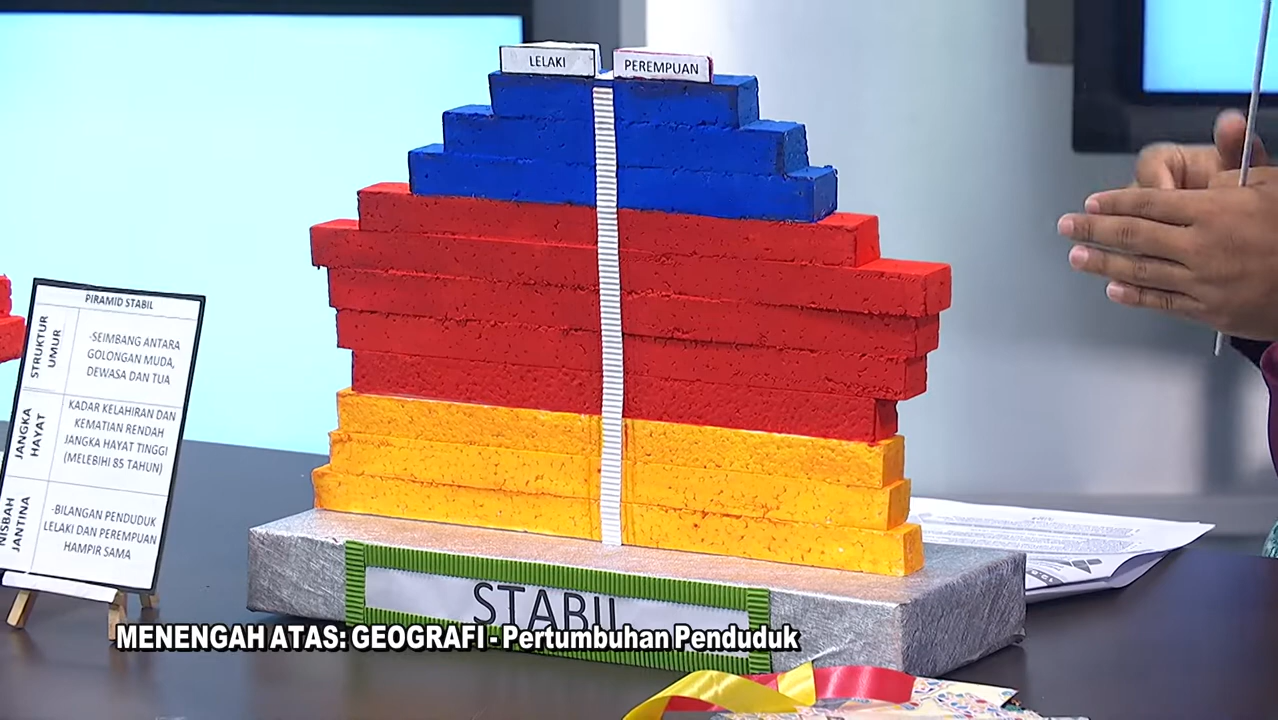 LELAKI
PEREMPUAN
PIRAMID STABIL
STRUKTUR
UMUR
-SEIMBANG ANTARA
GOLONGAN MUDA,
DEWASA DAN TUA
JANGKA
HAYAT
KADAR KELAHIRAN DAN
KEMATIAN RENDAH
JANGKA HAYAT TINGGI
(MELEBIHI 85 TAHUN)
NISBAH
JANTINA
-BILANGAN PENDUDUK
LELAKI DAN PEREMPUAN
HAMPIR SAMA
STABIL
MENENGAH ATAS: GEOGRAFI - Pertumbuhan Penduduk